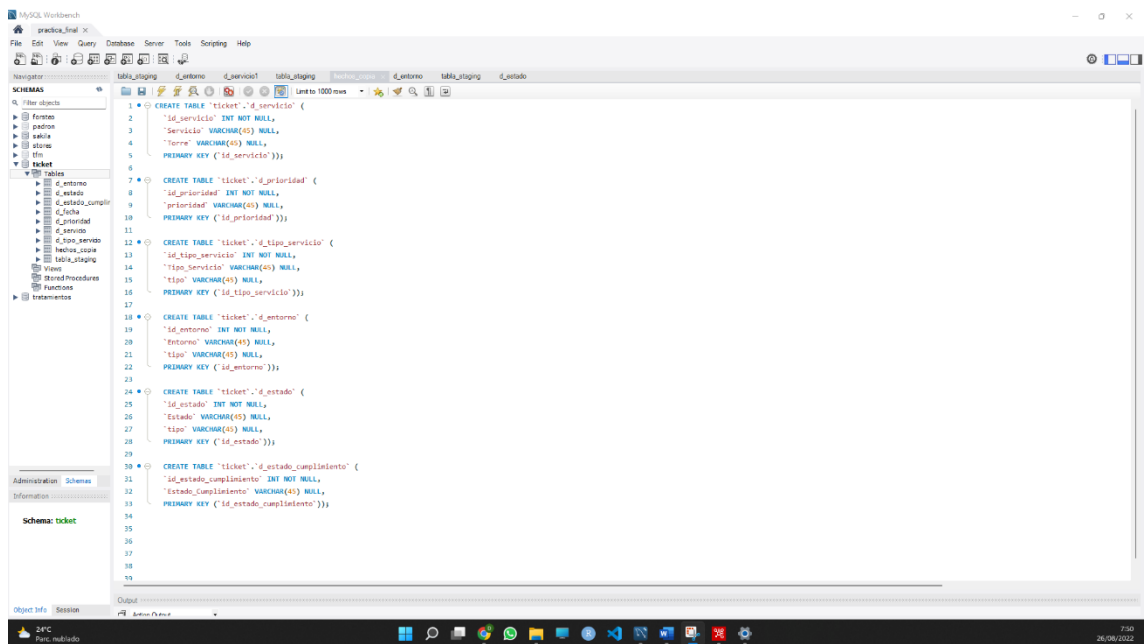 MySQL Workbench
practica_final ×
File Edit View Query Database Server Tools Scripting Help
Navigator
tabla_staging d_entorno d_servicio1 tabla_staging hechos_copia × d_entorno tabla_staging d_estado
SCHEMAS
Limit to 1000 rows
Filter objects
forsteo
padron
sakila
stores
tfm
ticket
Tables
d_entorno
d_estado
d_estado_cumplir
d_fecha
d_prioridad
d_servicio
d_tipo_servicio
hechos_copia
tabla_staging
Views
Stored Procedures
Functions
tratamientos
1 CREATE TABLE `ticket`.`d_servicio` (
2 `id_servicio` INT NOT NULL,
3 `Servicio` VARCHAR(45) NULL,
4 `Torre` VARCHAR(45) NULL,
5 PRIMARY KEY (`id_servicio`));
6
7 CREATE TABLE `ticket`.`d_prioridad` (
8 `id_prioridad` INT NOT NULL,
9 `prioridad` VARCHAR(45) NULL,
10 PRIMARY KEY (`id_prioridad`));
11
12 CREATE TABLE `ticket`.`d_tipo_servicio` (
13 `id_tipo_servicio` INT NOT NULL,
14 `Tipo_Servicio` VARCHAR(45) NULL,
15 `tipo` VARCHAR(45) NULL,
16 PRIMARY KEY (`id_tipo_servicio`));
17
18 CREATE TABLE `ticket`.`d_entorno` (
19 `id_entorno` INT NOT NULL,
20 `Entorno` VARCHAR(45) NULL,
21 `tipo` VARCHAR(45) NULL,
22 PRIMARY KEY (`id_entorno`));
23
24 CREATE TABLE `ticket`.`d_estado` (
25 `id_estado` INT NOT NULL,
26 `Estado` VARCHAR(45) NULL,
27 `tipo` VARCHAR(45) NULL,
28 PRIMARY KEY (`id_estado`));
29
30 CREATE TABLE `ticket`.`d_estado_cumplimiento` (
31 `id_estado_cumplimiento` INT NOT NULL,
32 `Estado_Cumplimiento` VARCHAR(45) NULL,
33 PRIMARY KEY (`id_estado_cumplimiento`));
34
35
36
37
38
39
Administration Schemas
Information
Schema: ticket
Object Info Session
Output
Action Output
24°C
Parc. nublado
7:50
26/08/2022